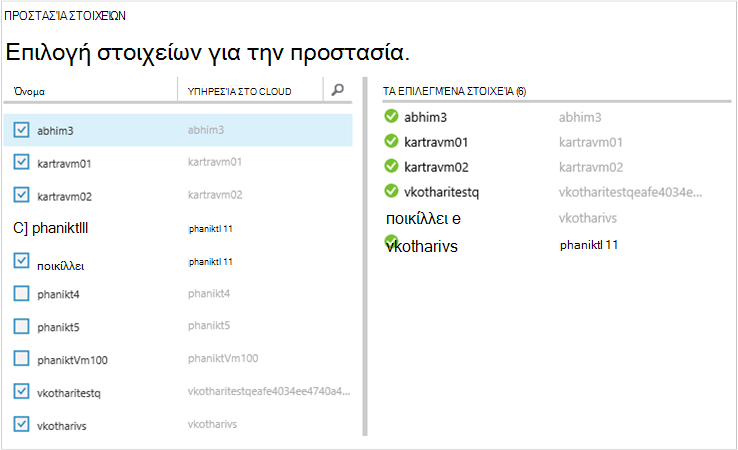 ΠΡΟΣΤΑΣΊΑ ΣΤΟΙΧΕΊΩΝ
Επιλογή στοιχείων για την προστασία.
Όνομα ΥΠΗΡΕΣΊΑ ΣΤΟ CLOUD
abhim3 abhim3
kartravm01 kartravm01
kartravm02 kartravm02
C] phaniktlll phaniktl 11
ποικίλλει phaniktl 11
phanikt4 phanikt4
phanikt5 phanikt5
phaniktVm100 phaniktVm100
vkotharitestq vkotharitestqeafe4034ee4740a4...
vkotharivs vkotharivs
ΤΑ ΕΠΙΛΕΓΜΈΝΑ ΣΤΟΙΧΕΊΑ (6)
abhim3 abhim3
kartravm01 kartravm01
kartravm02 kartravm02
vkotharitestq vkotharitestqeafe4034e...
ποικίλλει e vkotharivs
vkotharivs phaniktl 11